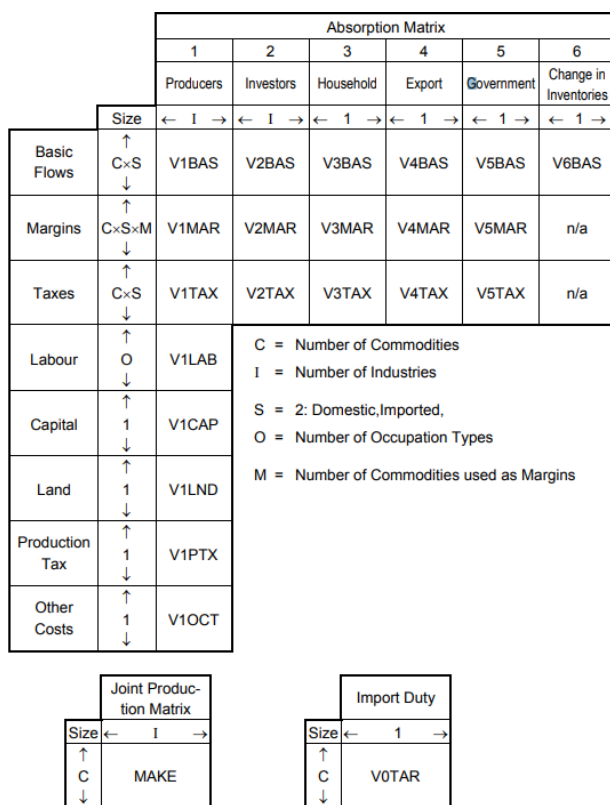 Absorption Matrix
1 2 3 4 5 6
Producers Investors Household Export Government Change in Inventories
Size ← I → ← I → ← 1 → ← 1 → ← 1 → ← 1 →
Basic Flows ↑ C×S ↓ V1BAS V2BAS V3BAS V4BAS V5BAS V6BAS
Margins ↑ C×S×M ↓ V1MAR V2MAR V3MAR V4MAR V5MAR n/a
Taxes ↑ C×S ↓ V1TAX V2TAX V3TAX V4TAX V5TAX n/a
Labour ↑ O ↓ V1LAB
C = Number of Commodities
I = Number of Industries
Capital ↑ 1 ↓ V1CAP
S = 2: Domestic,Imported,
O = Number of Occupation Types
Land ↑ 1 ↓ V1LND
M = Number of Commodities used as Margins
Production Tax ↑ 1 ↓ V1PTX
Other Costs ↑ 1 ↓ V1OCT
Joint Produc-
tion Matrix
Size ← I →
↑ C ↓ MAKE
Import Duty
Size ← 1 →
↑ C ↓ V0TAR